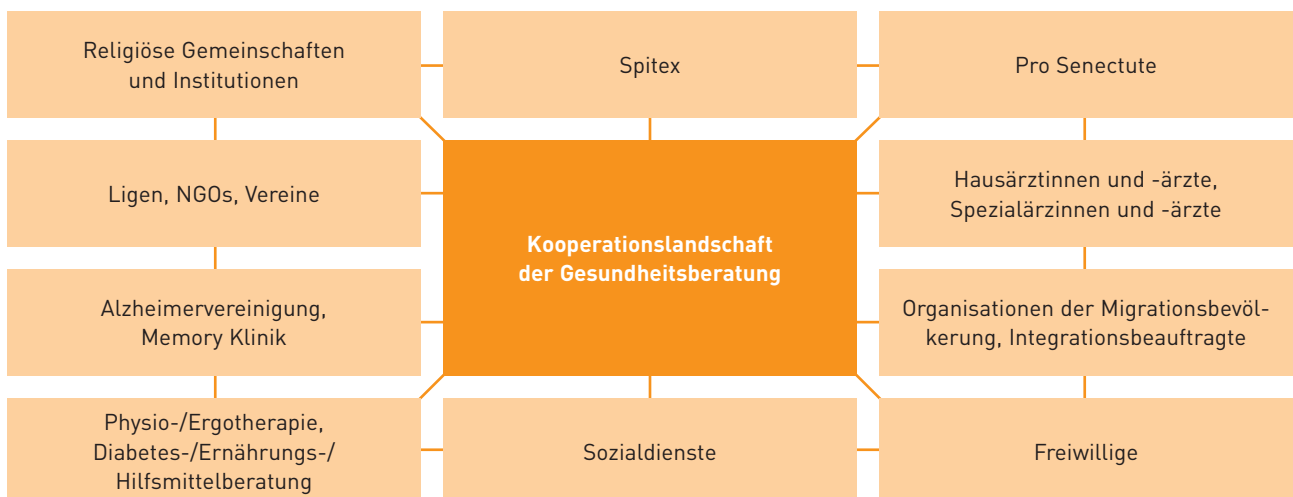 Religiöse Gemeinschaften
und Institutionen
Spitex
Pro Senectute
Ligen, NGOs, Vereine
Kooperationslandschaft
der Gesundheitsberatung
Hausärztinnen und -ärzte,
Spezialärzinnen und -ärzte
Alzheimervereinigung,
Memory Klinik
Organisationen der Migrationsbevöl-
kerung, Integrationsbeauftragte
Physio-/Ergotherapie,
Diabetes-/Ernährungs-/
Hilfsmittelberatung
Sozialdienste
Freiwillige